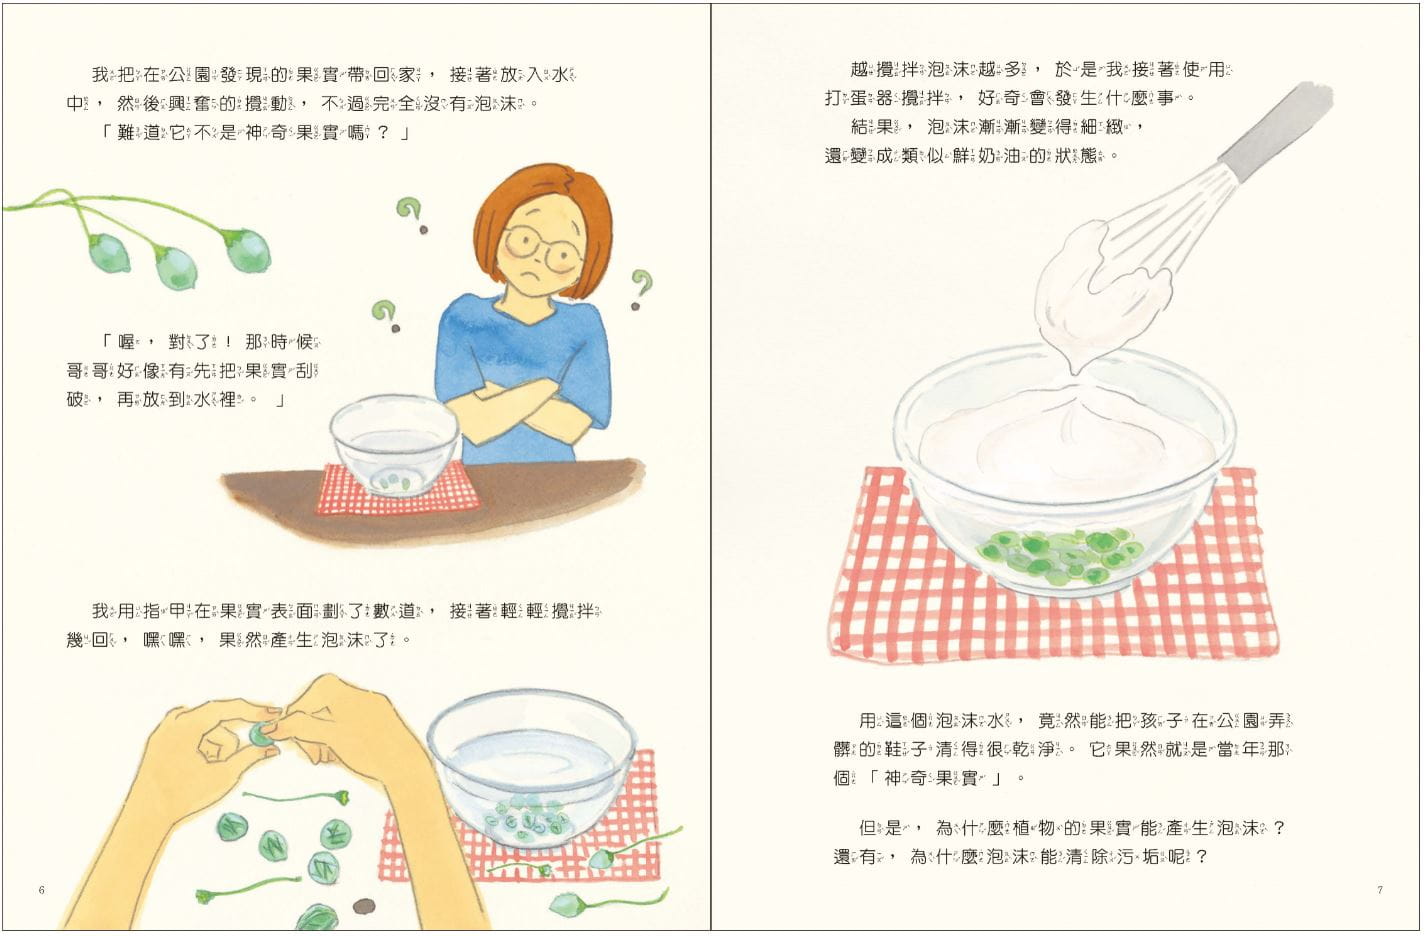 我把在公園發現的果實帶回家，接著放入水
中，然後興奮的攪動，不過完全沒有泡沫。
「難道它不是神奇果實嗎？」
「喔，對了！那時候
哥哥好像有先把果實刮
破，再放到水裡。」
我用指甲在果實表面劃了數道，接著輕輕攪拌
幾回，嘿嘿，果然產生泡沫了。
6
越攪拌泡沫越多，於是我接著使用
打蛋器攪拌，好奇會發生什麼事。
結果，泡沫漸漸變得細緻，
還變成類似鮮奶油的狀態。
用這個泡沫水，竟然能把孩子在公園弄
髒的鞋子清得很乾淨。它果然就是當年那
個「神奇果實」。
但是，為什麼植物的果實能產生泡沫？
還有，為什麼泡沫能清除污垢呢？
7